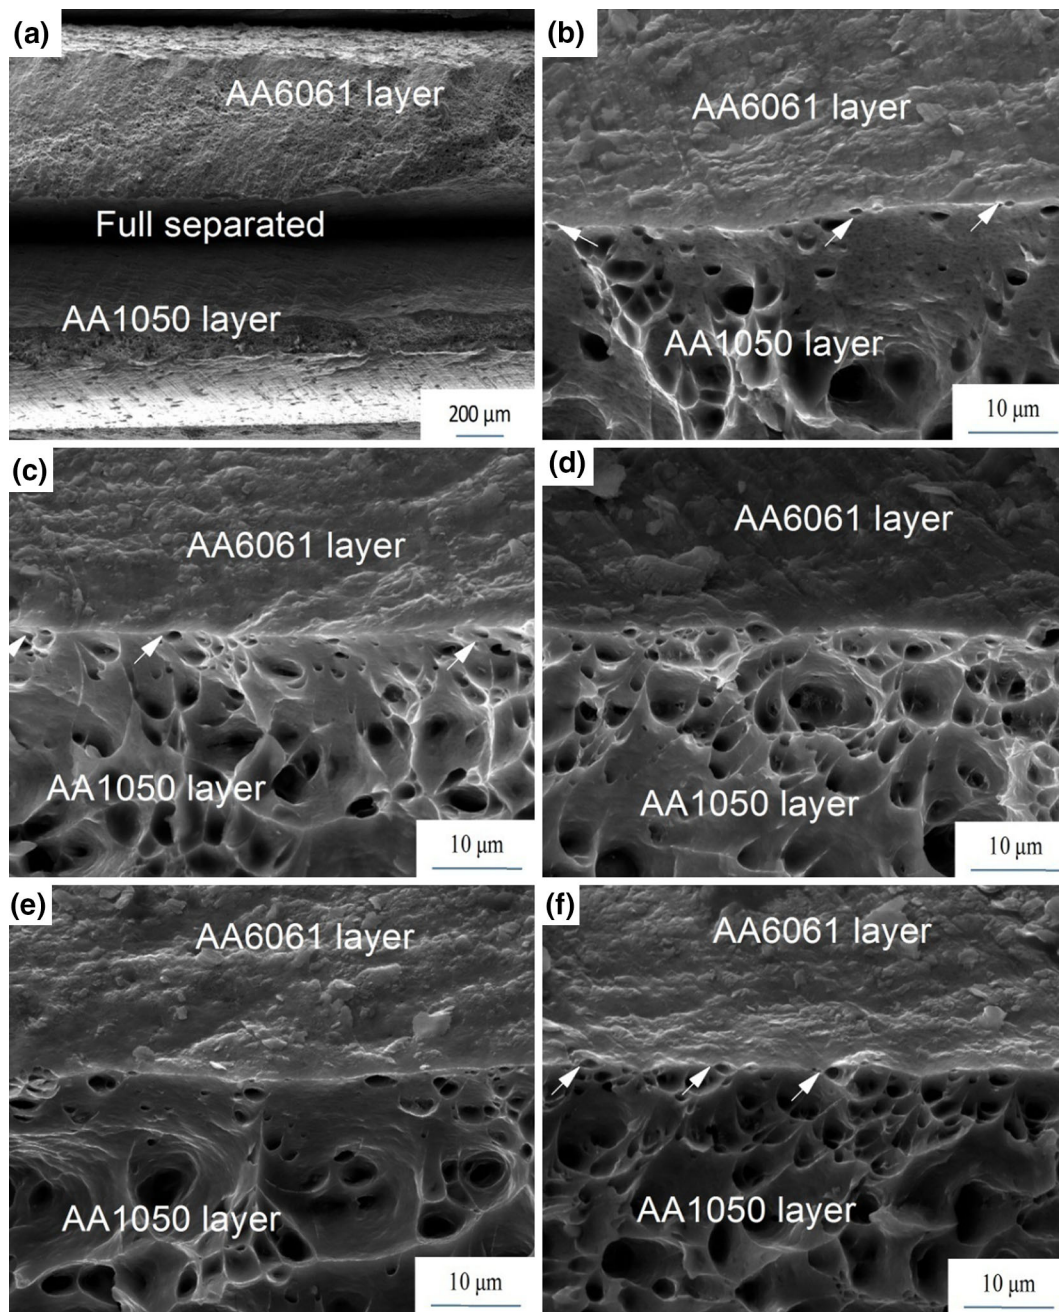 (a)
AA6061 layer
Full separated
AA1050 layer
200 μm
(b)
AA6061 layer
AA1050 layer
10 μm
(c)
AA6061 layer
AA1050 layer
10 μm
(d)
AA6061 layer
AA1050 layer
10 μm
(e)
AA6061 layer
AA1050 layer
10 μm
(f)
AA6061 layer
AA1050 layer
10 μm